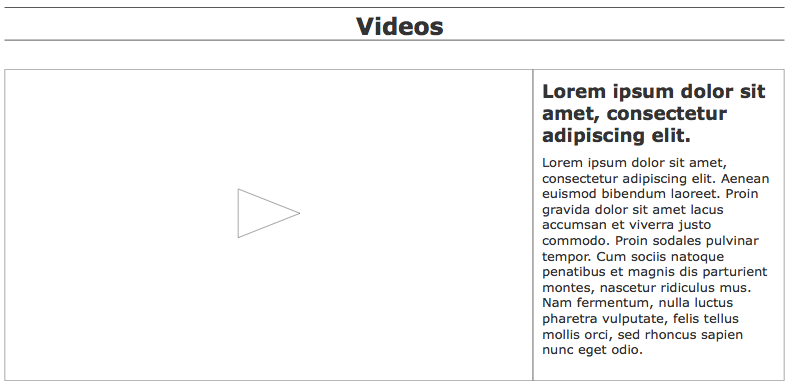 Videos
Lorem ipsum dolor sit
amet, consectetur
adipiscing elit.
Lorem ipsum dolor sit amet,
consectetur adipiscing elit. Aenean
euismod bibendum laoreet. Proin
gravida dolor sit amet lacus
accumsan et viverra justo
commodo. Proin sodales pulvinar
tempor. Cum sociis natoque
penatibus et magnis dis parturient
montes, nascetur ridiculus mus.
Nam fermentum, nulla luctus
pharetra vulputate, felis tellus
mollis orci, sed rhoncus sapien
nunc eget odio.